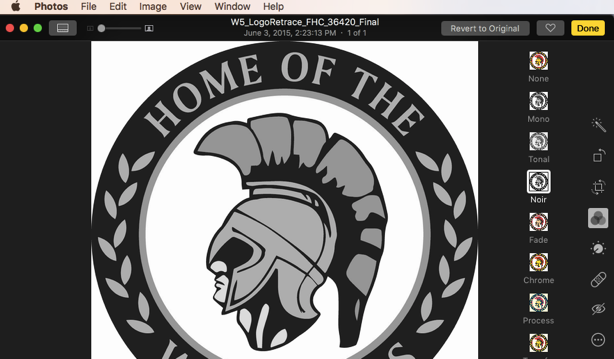 Photos File Edit Image View Window Help
W5_LogoRetrace_FHC_36420_Final
June 3, 2015, 2:23:13 PM · 1 of 1
Revert to Original
Done
HOME OF THE
None
Mono
Tonal
Noir
Fade
Chrome
Process